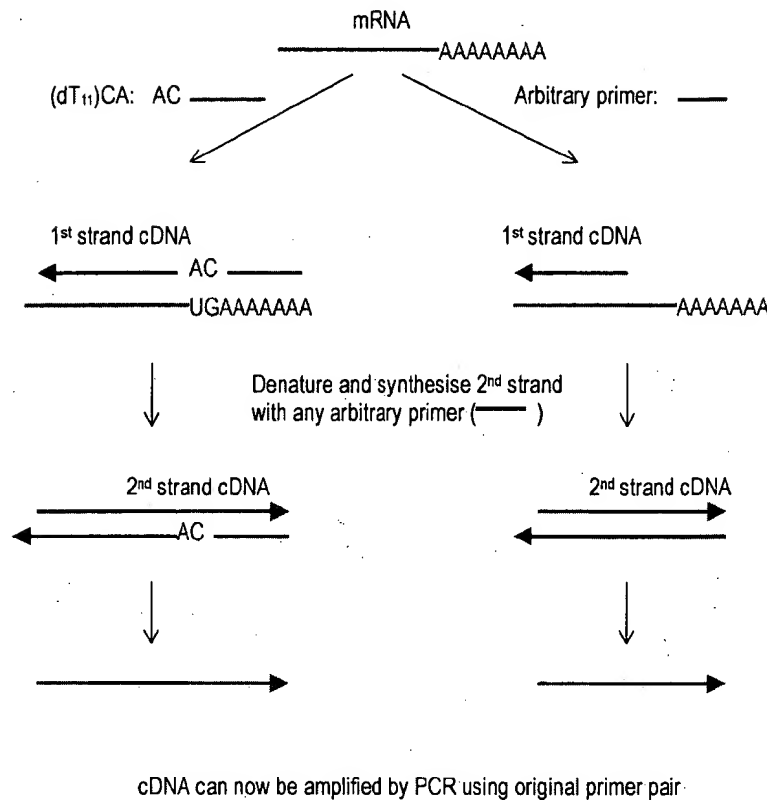 mRNA
AAAAAAAA
(dT₁₁)CA: AC
Arbitrary primer:
1st strand cDNA
1st strand cDNA
AC
UGAAAAAAA
AAAAAAA
Denature and synthesise 2nd strand
with any arbitrary primer ( )
2nd strand cDNA
2nd strand cDNA
AC
cDNA can now be amplified by PCR using original primer pair